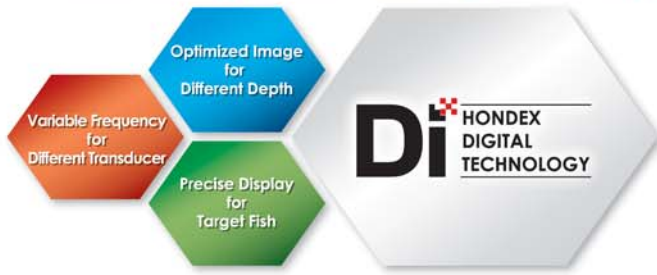 Optimized Image
for
Different Depth
Variable Frequency
for
Different Transducer
Precise Display
for
Target Fish
Di
HONDEX
DIGITAL
TECHNOLOGY